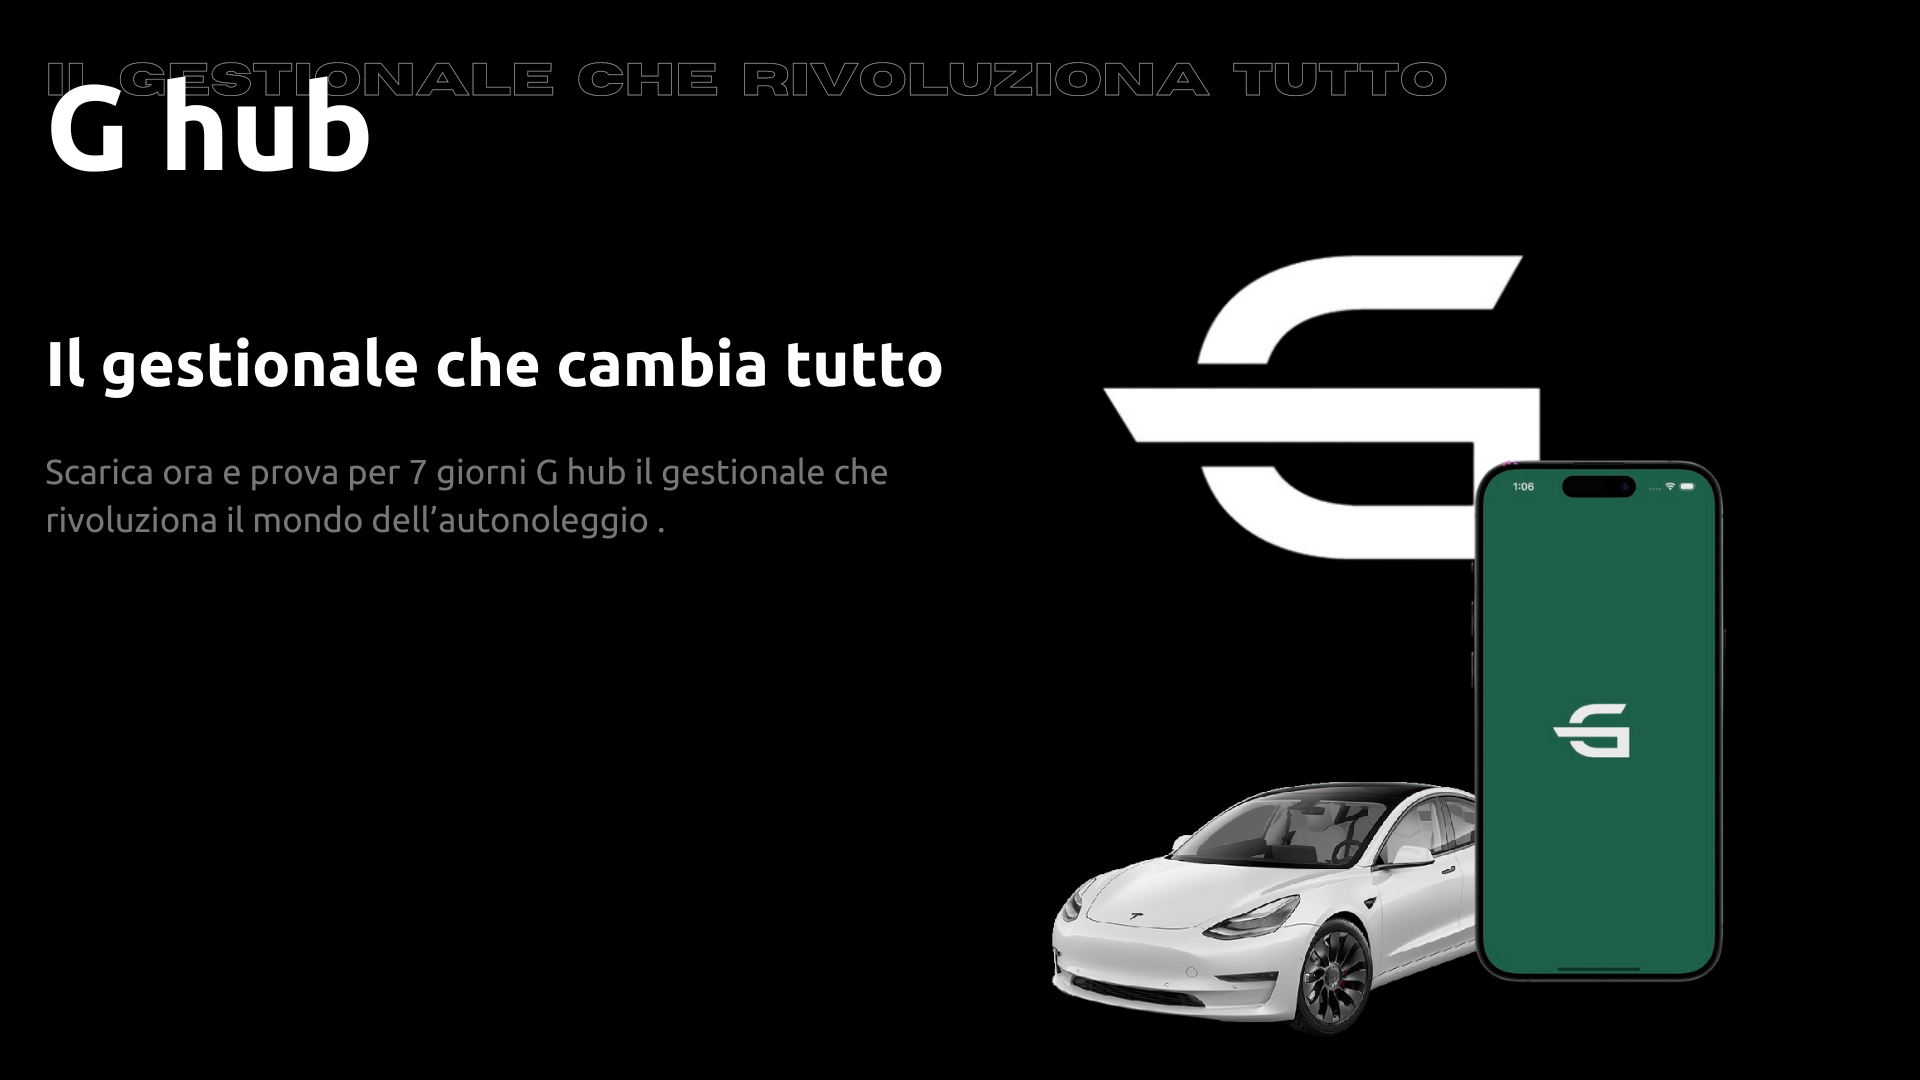 IL GESTIONALE CHE RIVOLUZIONA TUTTO
G hub
Il gestionale che cambia tutto
Scarica ora e prova per 7 giorni G hub il gestionale che
rivoluziona il mondo dell’autonoleggio .
1:06